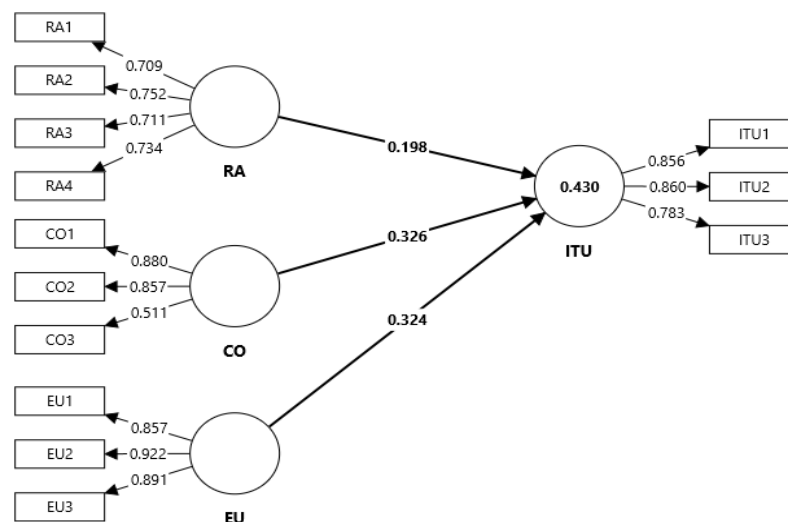 RA1
0.709
RA2
0.752
RA3
0.711
RA4
0.734
RA
0.198
CO1
0.880
CO2
0.857
CO3
0.511
CO
0.326
EU1
0.857
EU2
0.922
EU3
0.891
EU
0.324
0.430
ITU
0.856
ITU1
0.860
ITU2
0.783
ITU3